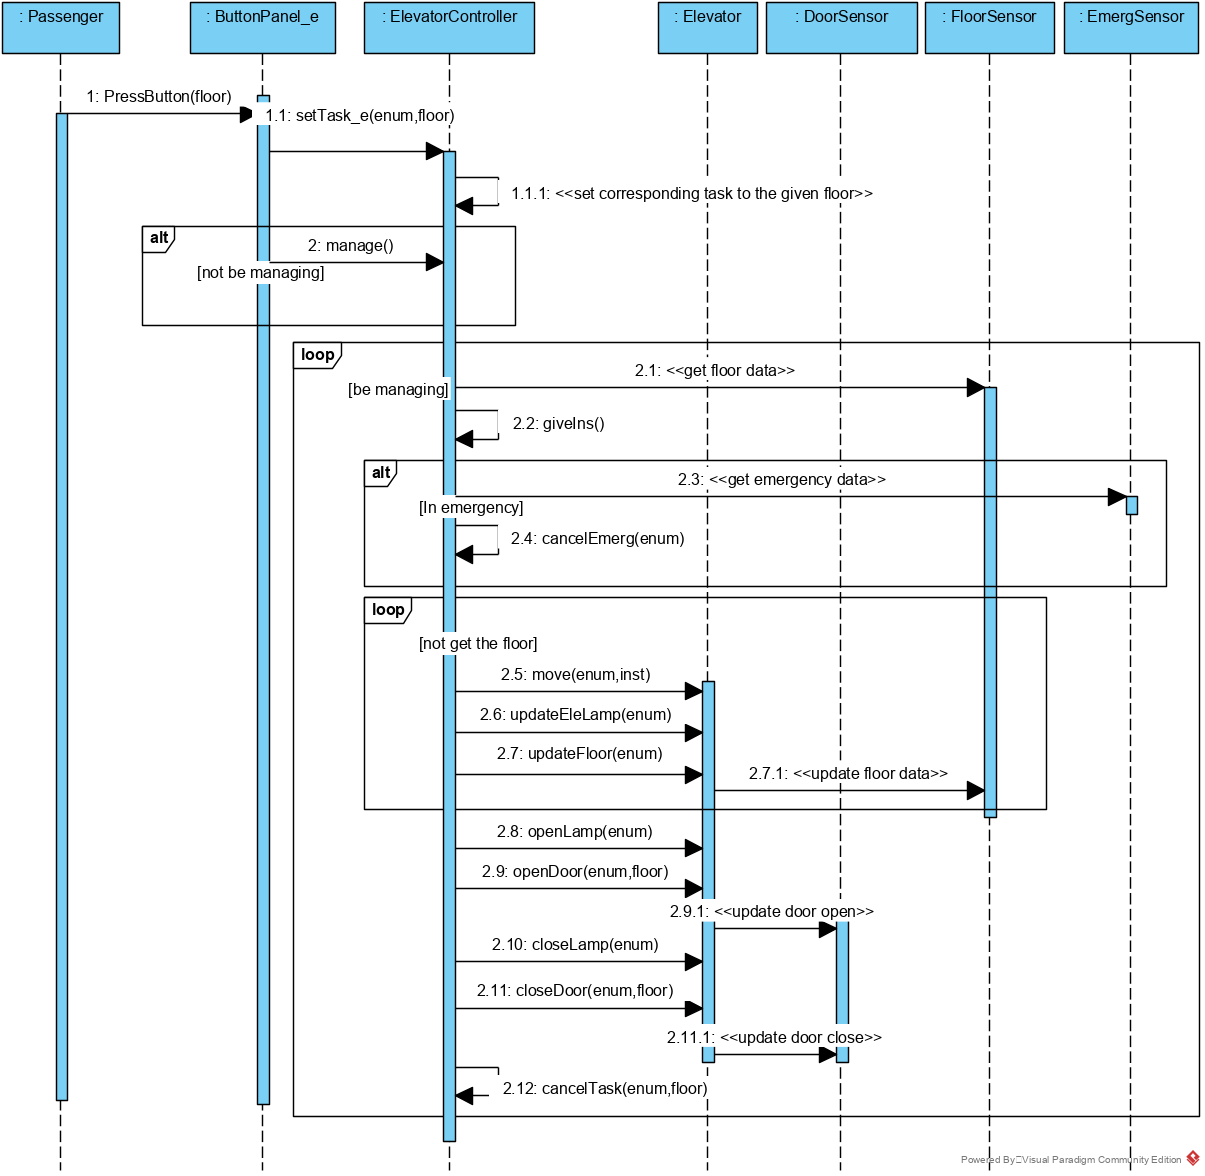 : Passenger
: ButtonPanel_e
: ElevatorController
: Elevator
: DoorSensor
: FloorSensor
: EmergSensor
1: PressButton(floor)
1.1: setTask_e(enum,floor)
1.1.1: <<set corresponding task to the given floor>>
alt
2: manage()
[not be managing]
loop
2.1: <<get floor data>>
[be managing]
2.2: giveIns()
alt
2.3: <<get emergency data>>
[In emergency]
2.4: cancelEmerg(enum)
loop
[not get the floor]
2.5: move(enum,inst)
2.6: updateEleLamp(enum)
2.7: updateFloor(enum)
2.7.1: <<update floor data>>
2.8: openLamp(enum)
2.9: openDoor(enum,floor)
2.9.1: <<update door open>>
2.10: closeLamp(enum)
2.11: closeDoor(enum,floor)
2.11.1: <<update door close>>
2.12: cancelTask(enum,floor)
Powered By Visual Paradigm Community Edition